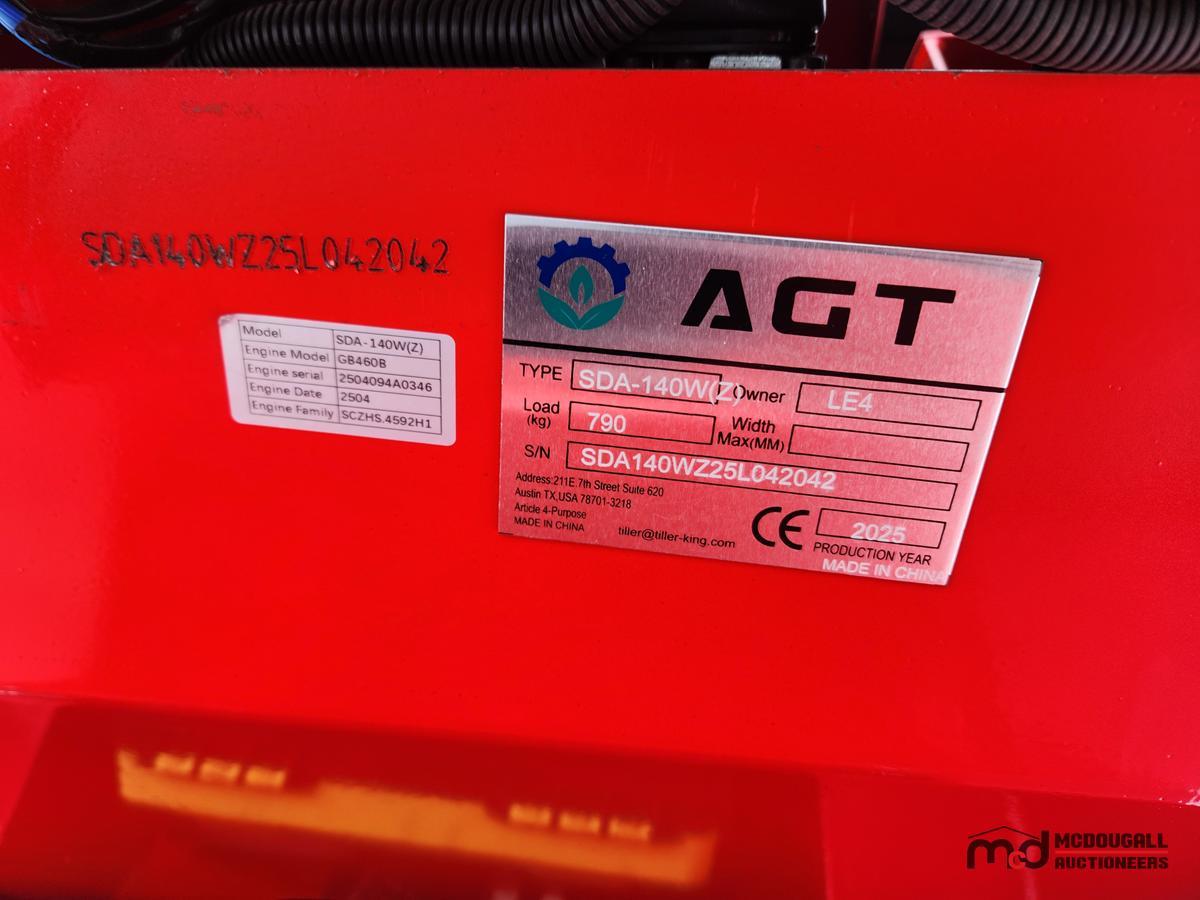 SDA140WZ25L042042
Model SDA-140W(Z)
Engine Model GB460B
Engine serial 2504094A0346
Engine Date 2504
Engine Family SCZHS.4592H1
AGT
TYPE SDA-140W(Z) Owner LE4
Load (kg) 790 Width Max(MM)
S/N SDA140WZ25L042042
Address:211E.7th Street Suite 620
Austin TX,USA 78701-3218
Article 4-Purpose
MADE IN CHINA
tiller@tiller-king.com
CE 2025
PRODUCTION YEAR
MADE IN CHINA
mcd MCDOUGALL
AUCTIONEERS